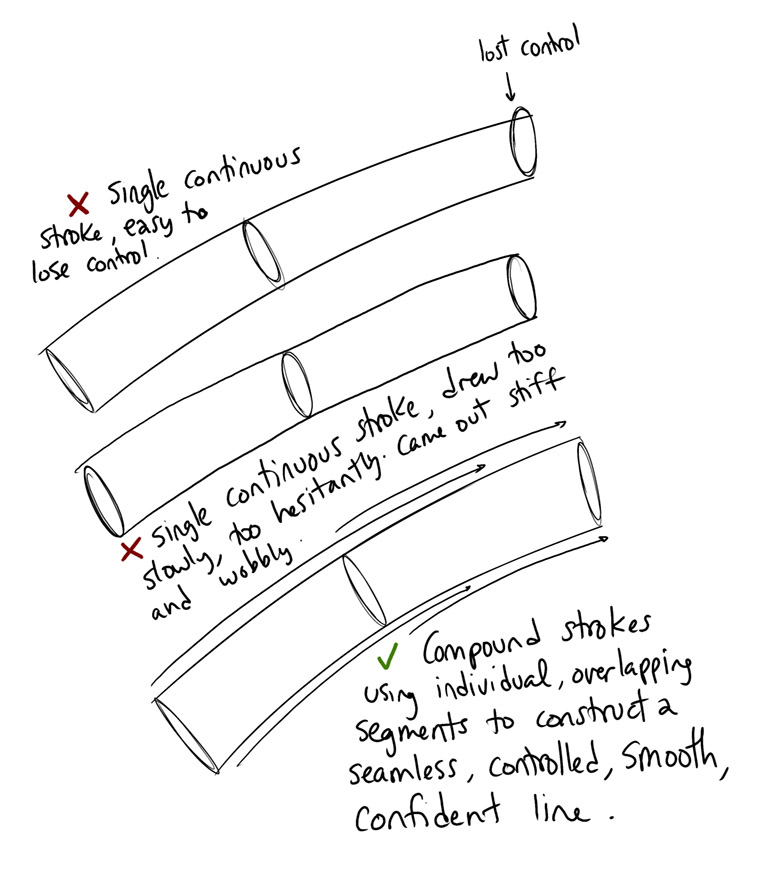 lost control
X Single continuous
stroke, easy to
lose control.
X single continuous stroke, drew too
slowly, too hesitantly. Came out stiff
and wobbly.
✓ Compound strokes
using individual, overlapping
segments to construct a
seamless, controlled, smooth,
confident line.